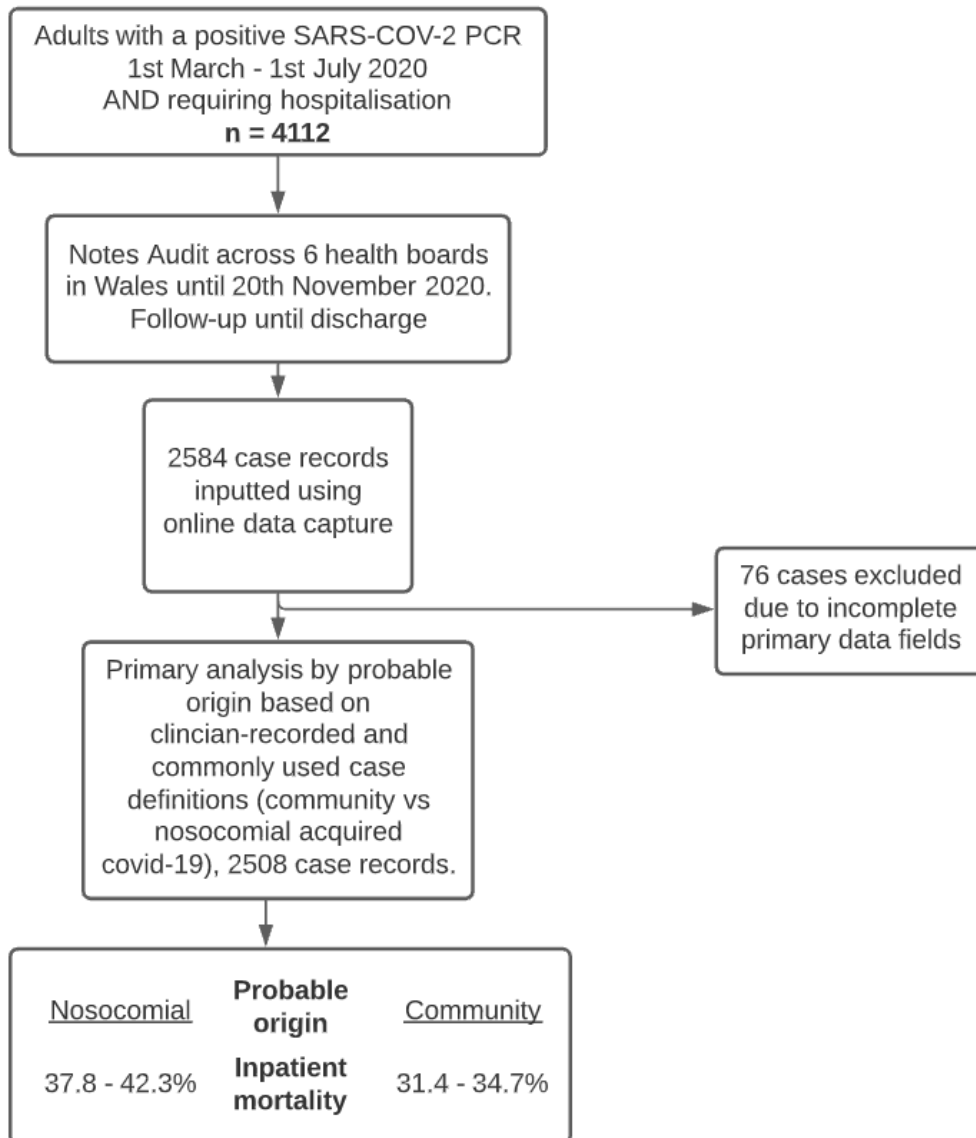 Adults with a positive SARS-COV-2 PCR
1st March - 1st July 2020
AND requiring hospitalisation
n = 4112
Notes Audit across 6 health boards
in Wales until 20th November 2020.
Follow-up until discharge
2584 case records
inputted using
online data capture
76 cases excluded
due to incomplete
primary data fields
Primary analysis by probable
origin based on
clincian-recorded and
commonly used case
definitions (community vs
nosocomial acquired
covid-19), 2508 case records.
Nosocomial
Probable
origin
Community
37.8 - 42.3%
Inpatient
mortality
31.4 - 34.7%